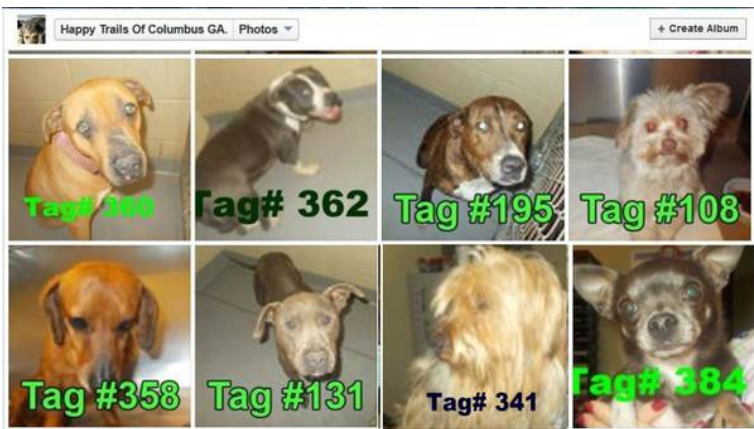 Happy Trails Of Columbus GA. Photos
+ Create Album
Tag# 360
Tag# 362
Tag #195
Tag #108
Tag #358
Tag #131
Tag# 341
Tag# 384